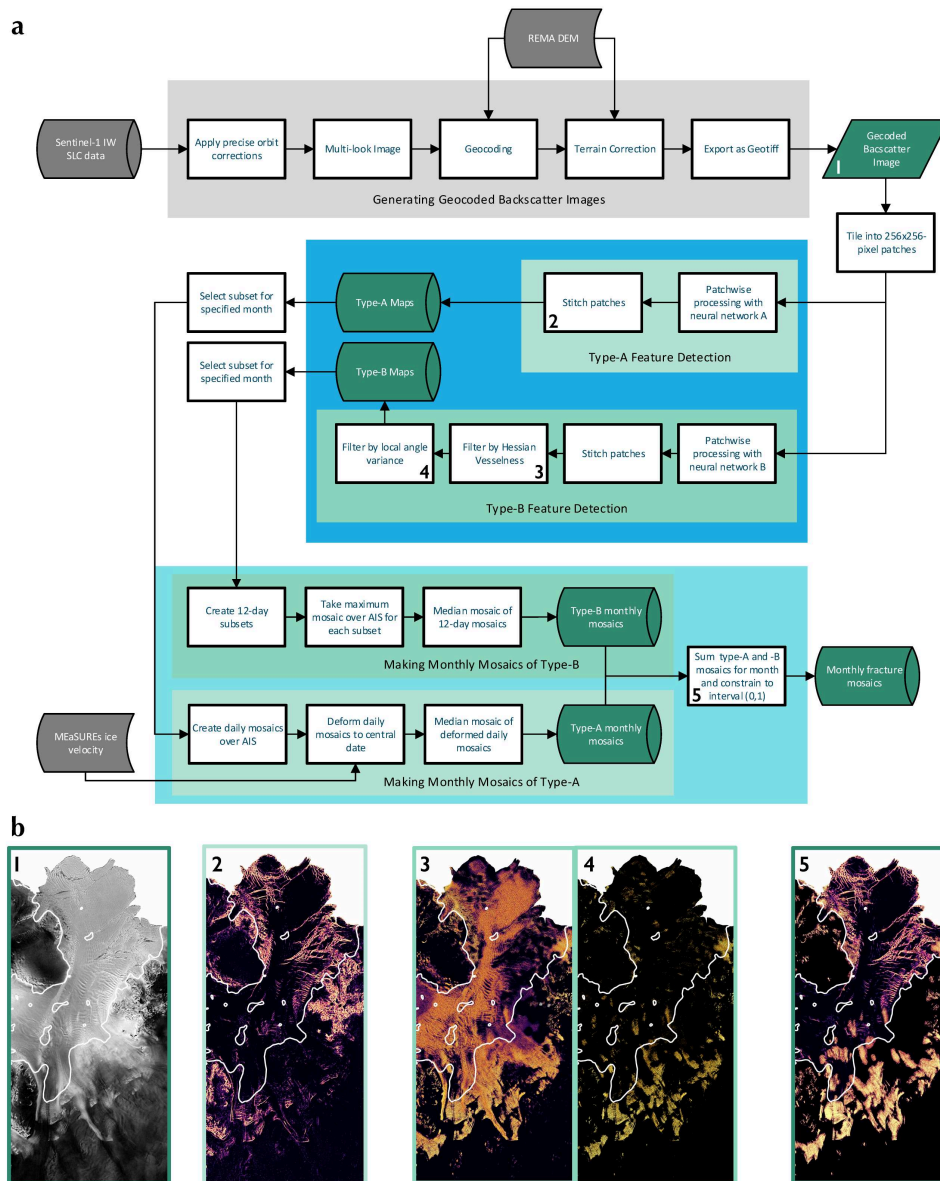 a
REMA DEM
Sentinel-1 IW
SLC data
Apply precise orbit
corrections
Multi-look Image
Geocoding
Terrain Correction
Export as Geotiff
Gecoded
Bacscatter
Image
1
Generating Geocoded Backscatter Images
Tile into 256x256-
pixel patches
Select subset for
specified month
Type-A Maps
Stitch patches
2
Patchwise
processing with
neural network A
Type-A Feature Detection
Select subset for
specified month
Type-B Maps
Filter by local angle
variance
4
Filter by Hessian
Vesselness
3
Stitch patches
Patchwise
processing with
neural network B
Type-B Feature Detection
Create 12-day
subsets
Take maximum
mosaic over AIS for
each subset
Median mosaic of
12-day mosaics
Type-B monthly
mosaics
Making Monthly Mosaics of Type-B
Sum type-A and -B
mosaics for month
and constrain to
interval (0,1)
5
Monthly fracture
mosaics
MEaSUREs ice
velocity
Create daily mosaics
over AIS
Deform daily
mosaics to central
date
Median mosaic of
deformed daily
mosaics
Type-A monthly
mosaics
Making Monthly Mosaics of Type-A
b
1
2
3
4
5